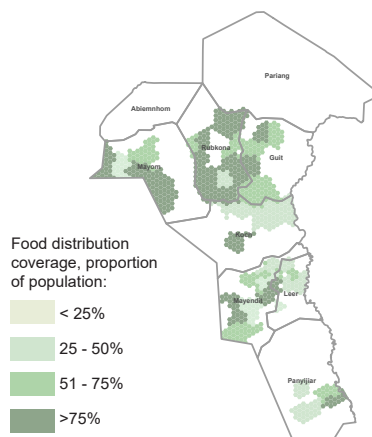 Pariang
Abiemnhom
Rubkona
Guit
Mayom
Koch
Mayendit
Leer
Panyijiar
Food distribution
coverage, proportion
of population:
< 25%
25 - 50%
51 - 75%
>75%